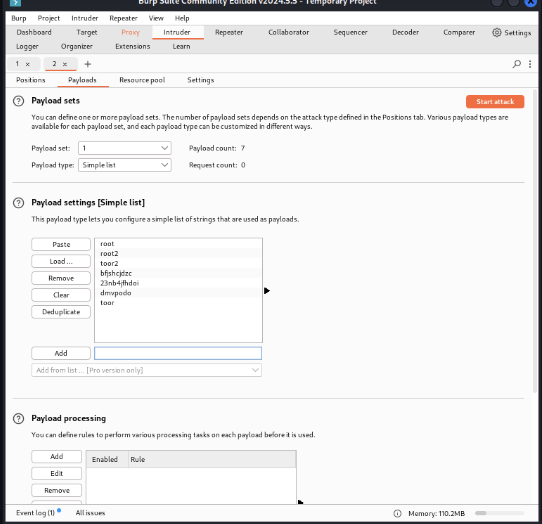 Burp Suite Community Edition v2024.5.5 - Temporary Project
Burp Project Intruder Repeater View Help
Dashboard Target Proxy Intruder Repeater Collaborator Sequencer Decoder Comparer Settings
Logger Organizer Extensions Learn
1 × 2 × +
Positions Payloads Resource pool Settings
Payload sets
Start attack
You can define one or more payload sets. The number of payload sets depends on the attack type defined in the Positions tab. Various payload types are
available for each payload set, and each payload type can be customized in different ways.
Payload set: 1 Payload count: 7
Payload type: Simple list Request count: 0
Payload settings [Simple list]
This payload type lets you configure a simple list of strings that are used as payloads.
Paste
Load ...
Remove
Clear
Deduplicate
root
root2
toor2
bfjshcjdzc
23nb4jfhdoi
dmvpodo
toor
Add
Add from list ... [Pro version only]
Payload processing
You can define rules to perform various processing tasks on each payload before it is used.
Add
Edit
Remove
Enabled Rule
Event log (1) All issues Memory: 110.2MB